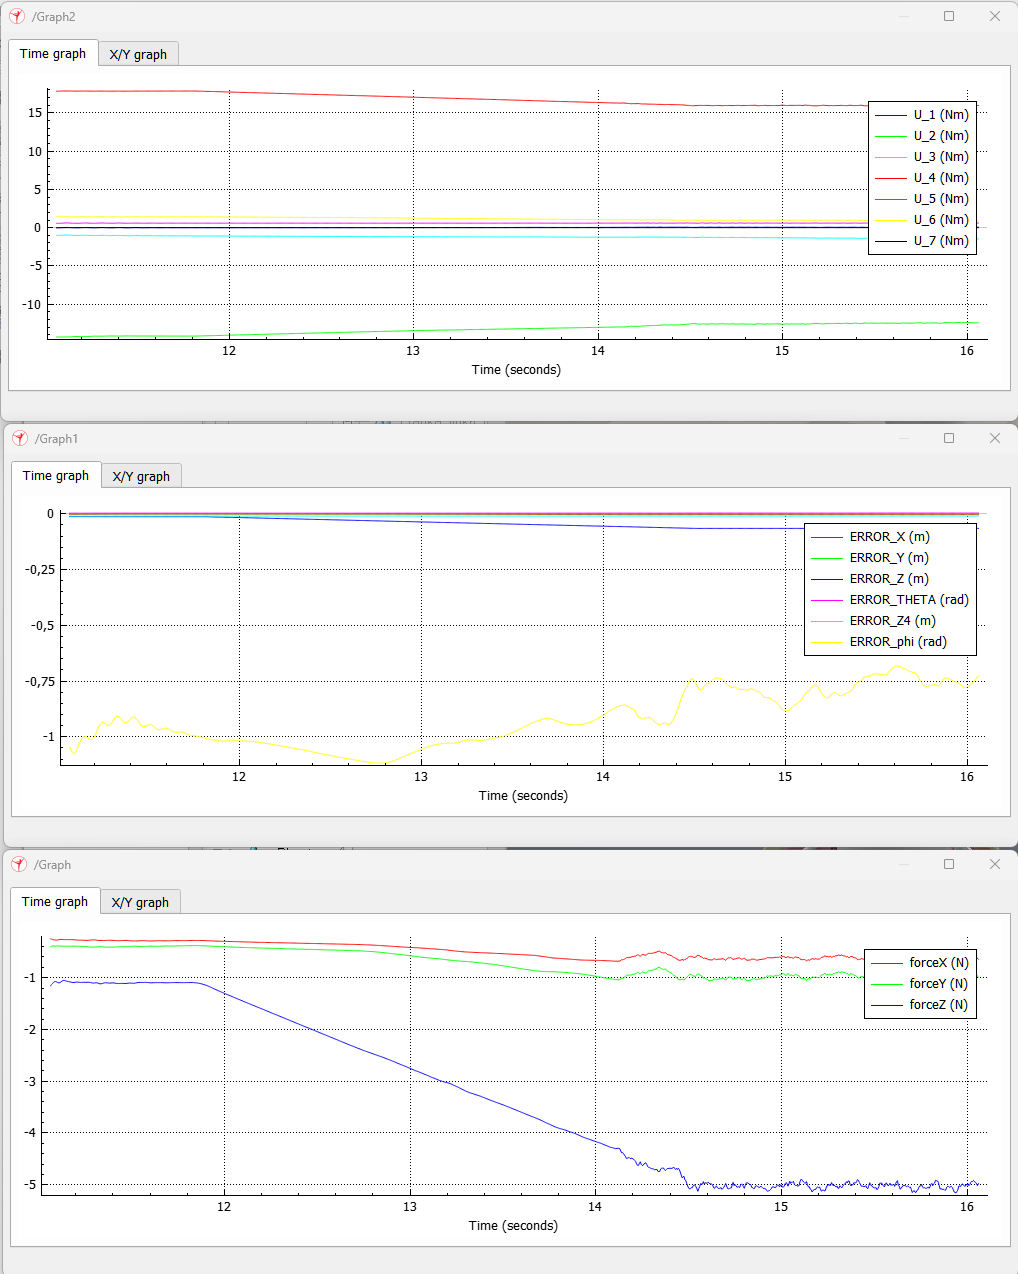 /Graph2
Time graph
X/Y graph
15
10
5
0
-5
-10
U_1 (Nm)
U_2 (Nm)
U_3 (Nm)
U_4 (Nm)
U_5 (Nm)
U_6 (Nm)
U_7 (Nm)
12 13 14 15 16
Time (seconds)
/Graph1
Time graph
X/Y graph
0
-0,25
-0,5
-0,75
-1
ERROR_X (m)
ERROR_Y (m)
ERROR_Z (m)
ERROR_THETA (rad)
ERROR_Z4 (m)
ERROR_phi (rad)
12 13 14 15 16
Time (seconds)
/Graph
Time graph
X/Y graph
-1
-2
-3
-4
-5
forceX (N)
forceY (N)
forceZ (N)
12 13 14 15 16
Time (seconds)